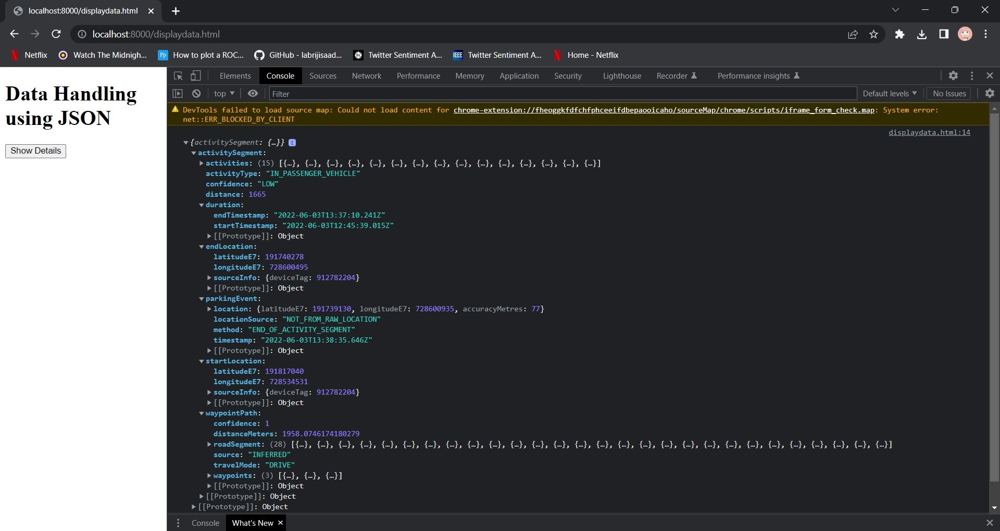 localhost:8000/displaydata.html
localhost:8000/displaydata.html
Netflix Watch The Midnigh... How to plot a ROC... GitHub - labrijisaad... Twitter Sentiment A... Twitter Sentiment A... Home - Netflix
Data Handling
using JSON
Show Details
Elements Console Sources Network Performance Memory Application Security Lighthouse Recorder Performance insights
top Filter Default levels No Issues
DevTools failed to load source map: Could not load content for chrome-extension://fheoggkfdfchfphceeifdbepaooicaho/sourceMap/chrome/scripts/iframe_form_check.map: System error:
net::ERR_BLOCKED_BY_CLIENT
displaydata.html:14
{activitySegment: {…}} i
activitySegment:
activities: (15) [{…}, {…}, {…}, {…}, {…}, {…}, {…}, {…}, {…}, {…}, {…}, {…}, {…}, {…}, {…}]
activityType: "IN_PASSENGER_VEHICLE"
confidence: "LOW"
distance: 1665
duration:
endTimestamp: "2022-06-03T13:37:10.241Z"
startTimestamp: "2022-06-03T12:45:39.015Z"
[[Prototype]]: Object
endLocation:
latitudeE7: 191740278
longitudeE7: 728600495
sourceInfo: {deviceTag: 912782204}
[[Prototype]]: Object
parkingEvent:
location: {latitudeE7: 191739130, longitudeE7: 728600935, accuracyMetres: 77}
locationSource: "NOT_FROM_RAW_LOCATION"
method: "END_OF_ACTIVITY_SEGMENT"
timestamp: "2022-06-03T13:38:35.646Z"
[[Prototype]]: Object
startLocation:
latitudeE7: 191817040
longitudeE7: 728534531
sourceInfo: {deviceTag: 912782204}
[[Prototype]]: Object
waypointPath:
confidence: 1
distanceMeters: 1958.0746174180279
roadSegment: (28) [{…}, {…}, {…}, {…}, {…}, {…}, {…}, {…}, {…}, {…}, {…}, {…}, {…}, {…}, {…}, {…}, {…}, {…}, {…}, {…}, {…}, {…}, {…}, {…}, {…}, {…}, {…}, {…}]
source: "INFERRED"
travelMode: "DRIVE"
waypoints: (3) [{…}, {…}, {…}]
[[Prototype]]: Object
[[Prototype]]: Object
[[Prototype]]: Object
Console What's New